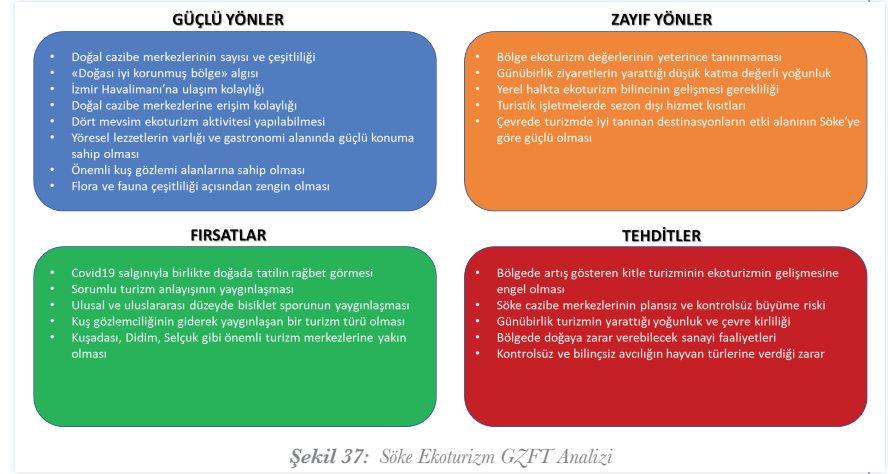 GÜÇLÜ YÖNLER
• Doğal cazibe merkezlerinin sayısı ve çeşitliliği
• «Doğası iyi korunmuş bölge» algısı
• İzmir Havalimanı’na ulaşım kolaylığı
• Doğal cazibe merkezlerine erişim kolaylığı
• Dört mevsim ekoturizm aktivitesi yapılabilmesi
• Yöresel lezzetlerin varlığı ve gastronomi alanında güçlü konuma
sahip olması
• Önemli kuş gözlemi alanlarına sahip olması
• Flora ve fauna çeşitliliği açısından zengin olması
ZAYIF YÖNLER
• Bölge ekoturizm değerlerinin yeterince tanınmaması
• Günübirlik ziyaretlerin yarattığı düşük katma değerli yoğunluk
• Yerel halkta ekoturizm bilincinin gelişmesi gerekliliği
• Turistik işletmelerde sezon dışı hizmet kısıtları
• Çevrede turizmde iyi tanınan destinasyonların etki alanının Söke’ye
göre güçlü olması
FIRSATLAR
• Covid19 salgınıyla birlikte doğada tatilin rağbet görmesi
• Sorumlu turizm anlayışının yaygınlaşması
• Ulusal ve uluslararası düzeyde bisiklet sporunun yaygınlaşması
• Kuş gözlemciliğinin giderek yaygınlaşan bir turizm türü olması
• Kuşadası, Didim, Selçuk gibi önemli turizm merkezlerine yakın
olması
TEHDİTLER
• Bölgede artış gösteren kitle turizminin ekoturizmin gelişmesine
engel olması
• Söke cazibe merkezlerinin plansız ve kontrolsüz büyüme riski
• Günübirlik turizmin yarattığı yoğunluk ve çevre kirliliği
• Bölgede doğaya zarar verebilecek sanayi faaliyetleri
• Kontrolsüz ve bilinçsiz avcılığın hayvan türlerine verdiği zarar
Şekil 37: Söke Ekoturizm GZFT Analizi